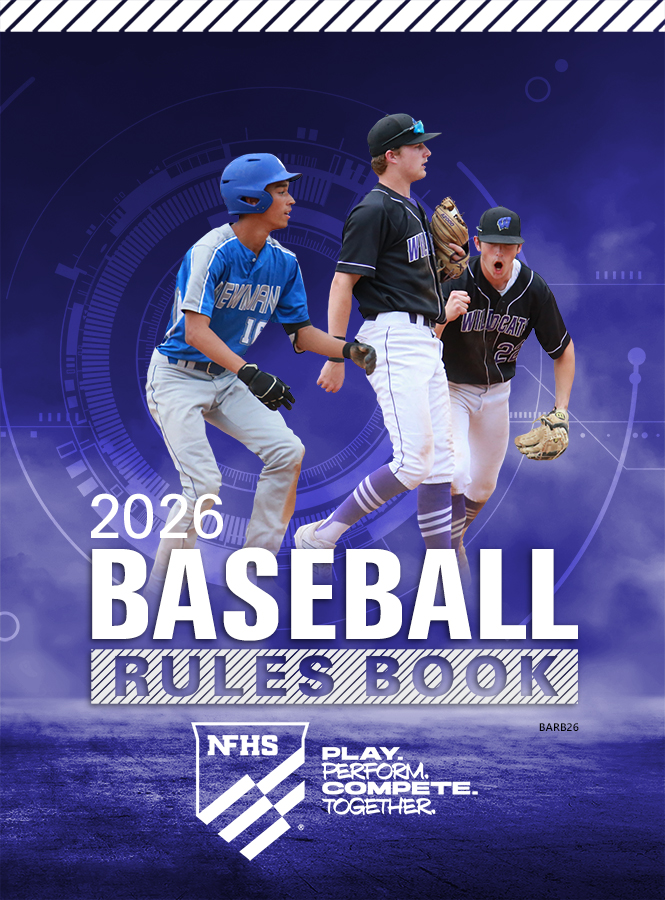 NEWMAN
10
WILDCATS
22
2026
BASEBALL
RULES BOOK
BARB26
NFHS
®
PLAY.
PERFORM.
COMPETE.
TOGETHER.